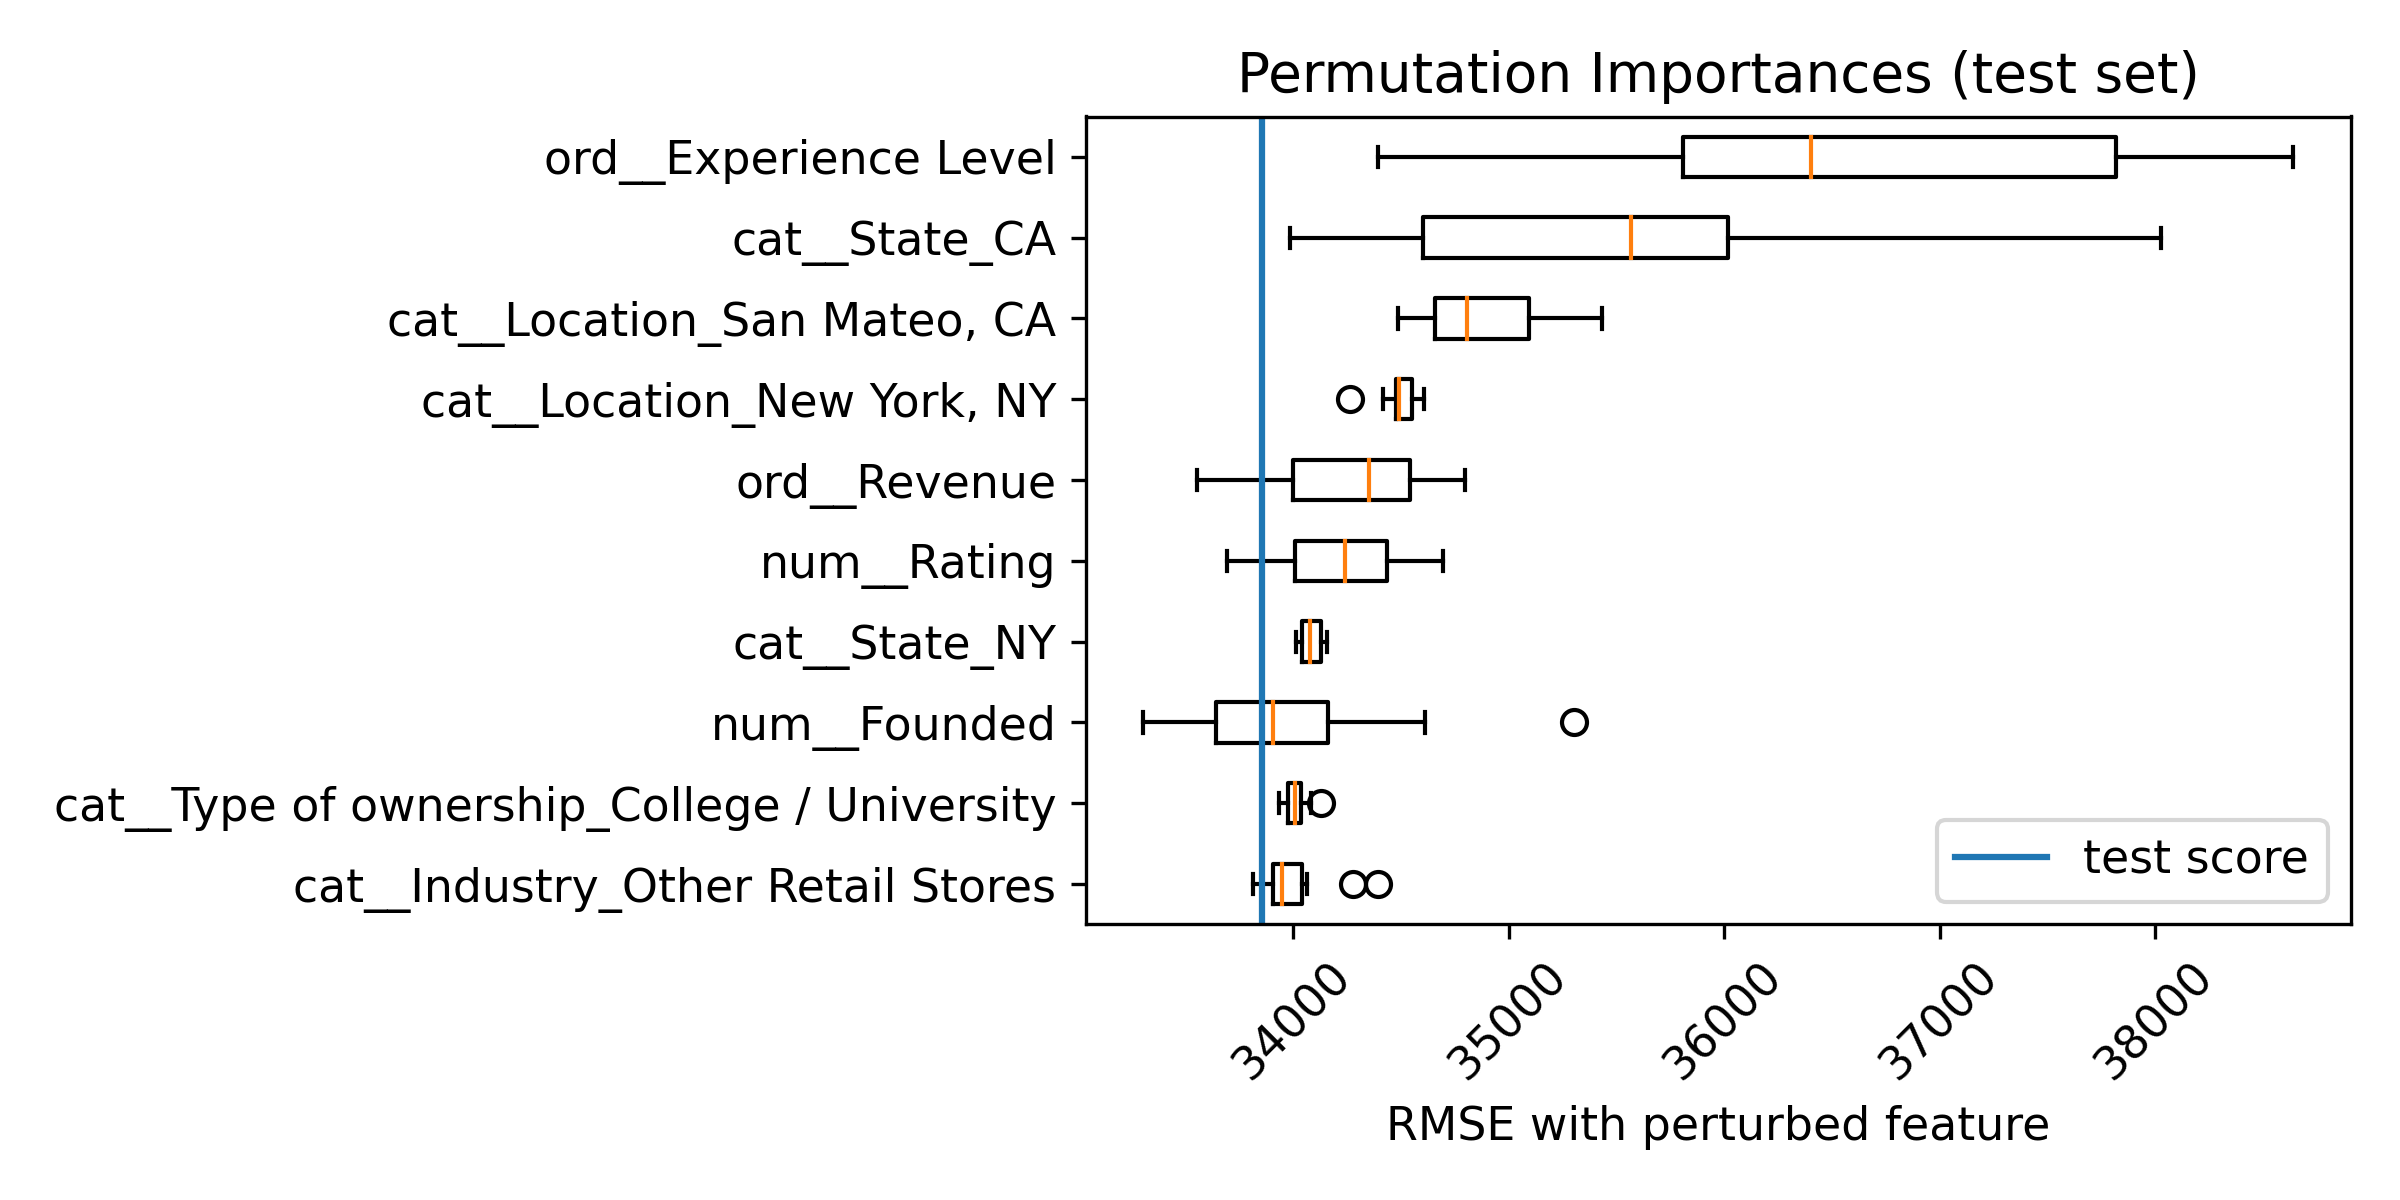 Permutation Importances (test set)
ord__Experience Level
cat__State_CA
cat__Location_San Mateo, CA
cat__Location_New York, NY
ord__Revenue
num__Rating
cat__State_NY
num__Founded
cat__Type of ownership_College / University
cat__Industry_Other Retail Stores
test score
34000
35000
36000
37000
38000
RMSE with perturbed feature